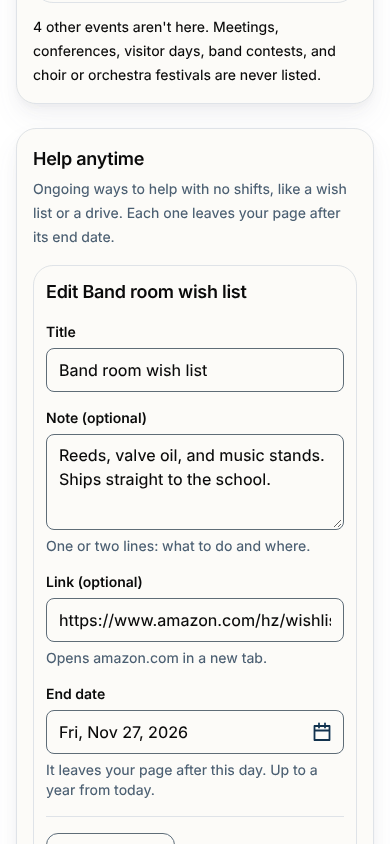 4 other events aren't here. Meetings,
conferences, visitor days, band contests, and
choir or orchestra festivals are never listed.
Help anytime
Ongoing ways to help with no shifts, like a wish
list or a drive. Each one leaves your page after
its end date.
Edit Band room wish list
Title
Band room wish list
Note (optional)
Reeds, valve oil, and music stands.
Ships straight to the school.
One or two lines: what to do and where.
Link (optional)
https://www.amazon.com/hz/wishlis
Opens amazon.com in a new tab.
End date
Fri, Nov 27, 2026
It leaves your page after this day. Up to a
year from today.